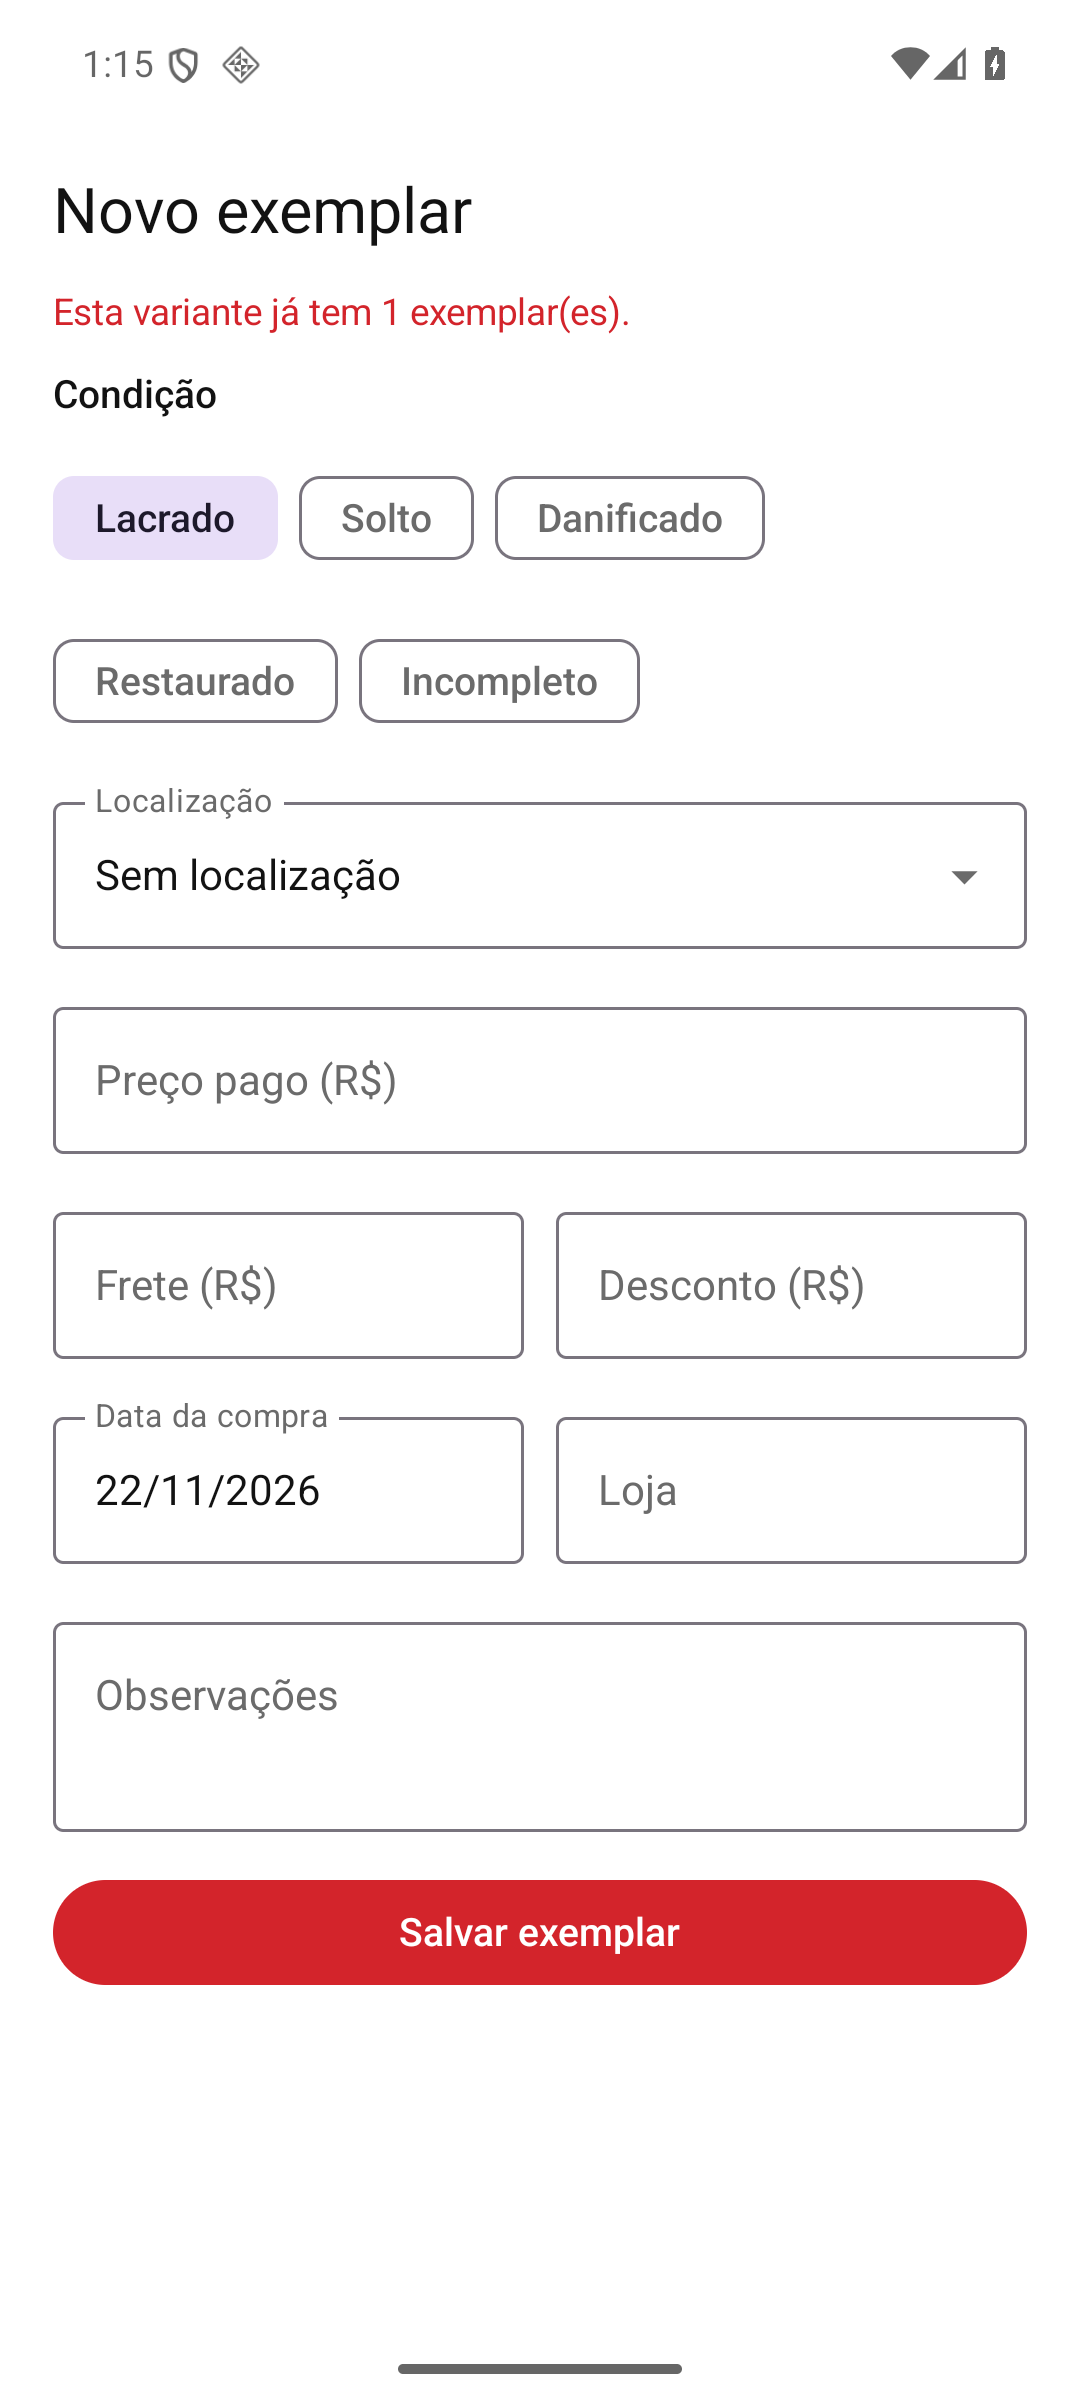 1:15
Novo exemplar
Esta variante já tem 1 exemplar(es).
Condição
Lacrado Solto Danificado
Restaurado Incompleto
Localização
Sem localização
Preço pago (R$)
Frete (R$) Desconto (R$)
Data da compra
22/11/2026 Loja
Observações
Salvar exemplar